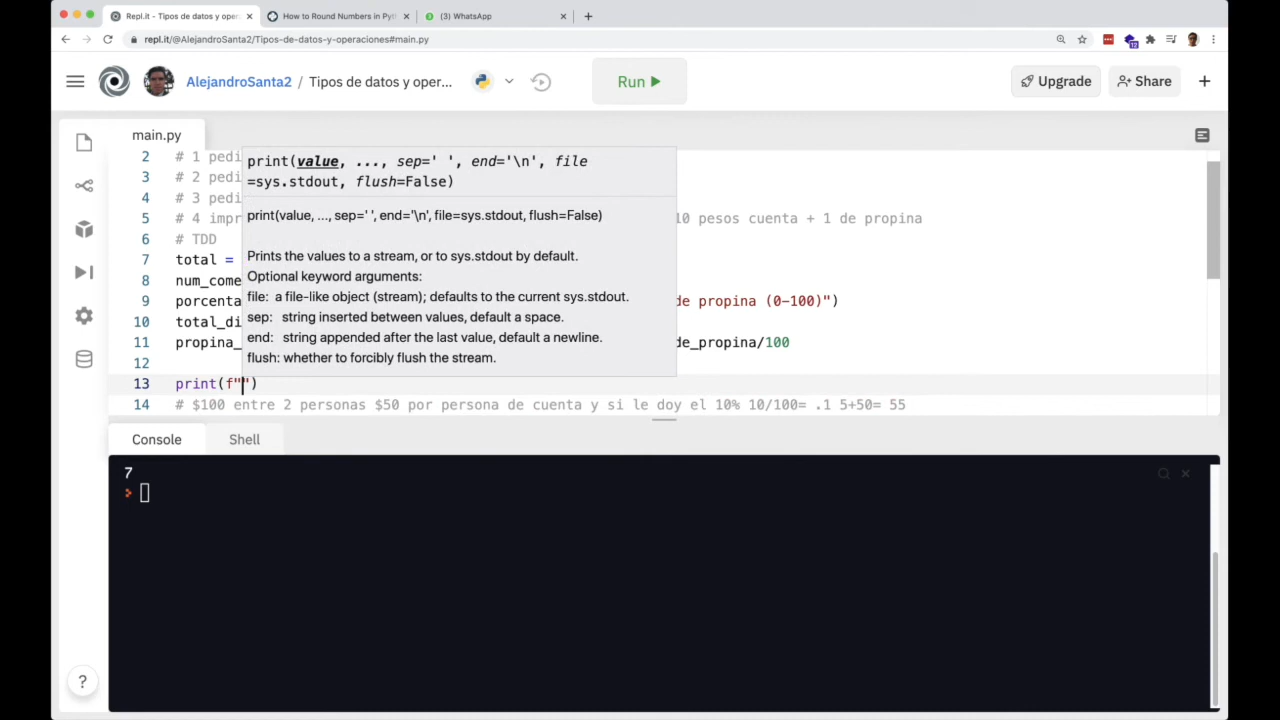 Repl.it - Tipos de datos y oper
How to Round Numbers in Pyt
(3) WhatsApp
repl.it/@AlejandroSanta2/Tipos-de-datos-y-operaciones#main.py
12
AlejandroSanta2 / Tipos de datos y oper...
Run
Upgrade
Share
main.py
2 # 1 pedi
3 # 2 pedi
4 # 3 pedi
5 # 4 impr 10 pesos cuenta + 1 de propina
6 # TDD
7 total =
8 num_come
9 porcenta de propina (0-100)")
10 total_di
11 propina_ de_propina/100
12
13 print(f"")
14 # $100 entre 2 personas $50 por persona de cuenta y si le doy el 10% 10/100= .1 5+50= 55
print(value, ..., sep=' ', end='\n', file
=sys.stdout, flush=False)
print(value, ..., sep=' ', end='\n', file=sys.stdout, flush=False)
Prints the values to a stream, or to sys.stdout by default.
Optional keyword arguments:
file: a file-like object (stream); defaults to the current sys.stdout.
sep: string inserted between values, default a space.
end: string appended after the last value, default a newline.
flush: whether to forcibly flush the stream.
Console
Shell
7
?